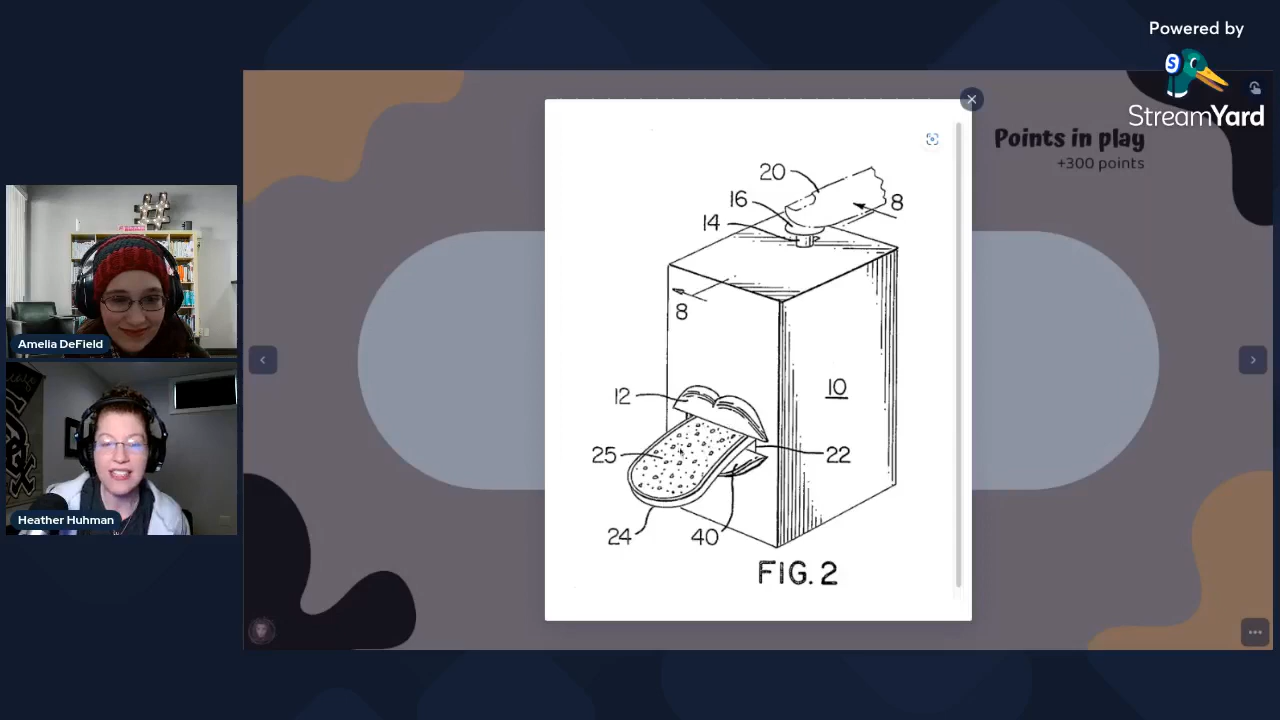 Powered by
StreamYard
Points in play
+300 points
20
16
8
14
8
12
10
25
22
24
40
FIG. 2
Amelia DeField
Heather Huhman
#